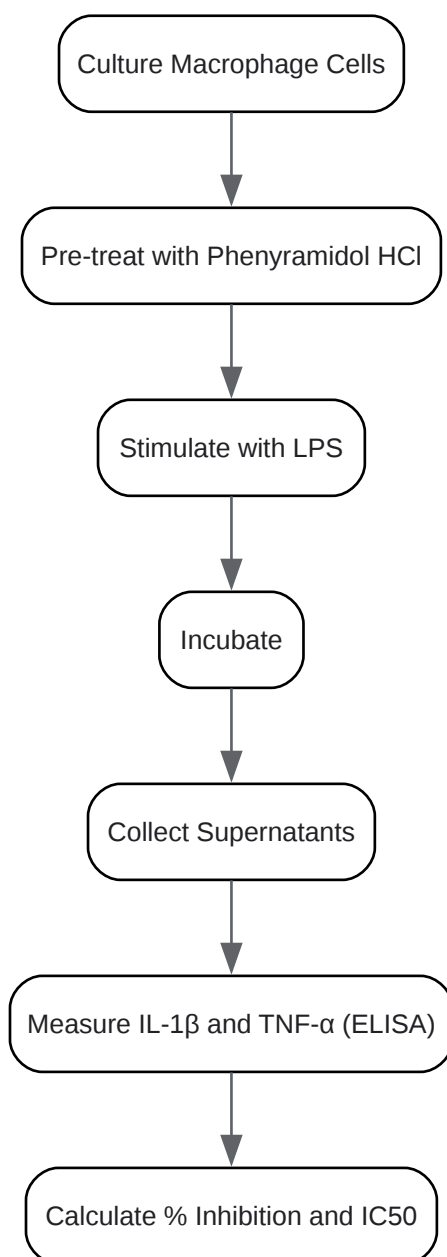 Culture Macrophage Cells
Pre-treat with Phenyramidol HCl
Stimulate with LPS
Incubate
Collect Supernatants
Measure IL-1β and TNF-α (ELISA)
Calculate % Inhibition and IC50